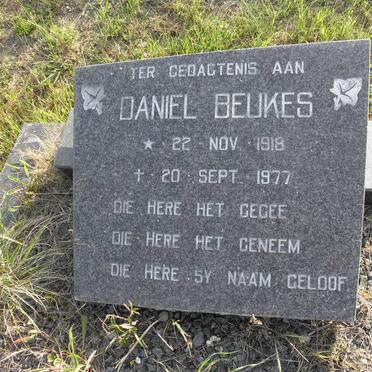 TER GEDAGTENIS AAN
DANIEL BEUKES
★ 22 NOV. 1918
✝ 20 SEPT. 1977
DIE HERE HET GEGEE
DIE HERE HET GENEEM
DIE HERE SY NAAM GELOOF